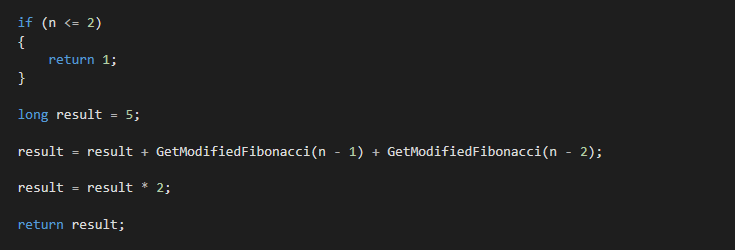 if (n <= 2)
{
    return 1;
}
long result = 5;
result = result + GetModifiedFibonacci(n - 1) + GetModifiedFibonacci(n - 2);
result = result * 2;
return result;